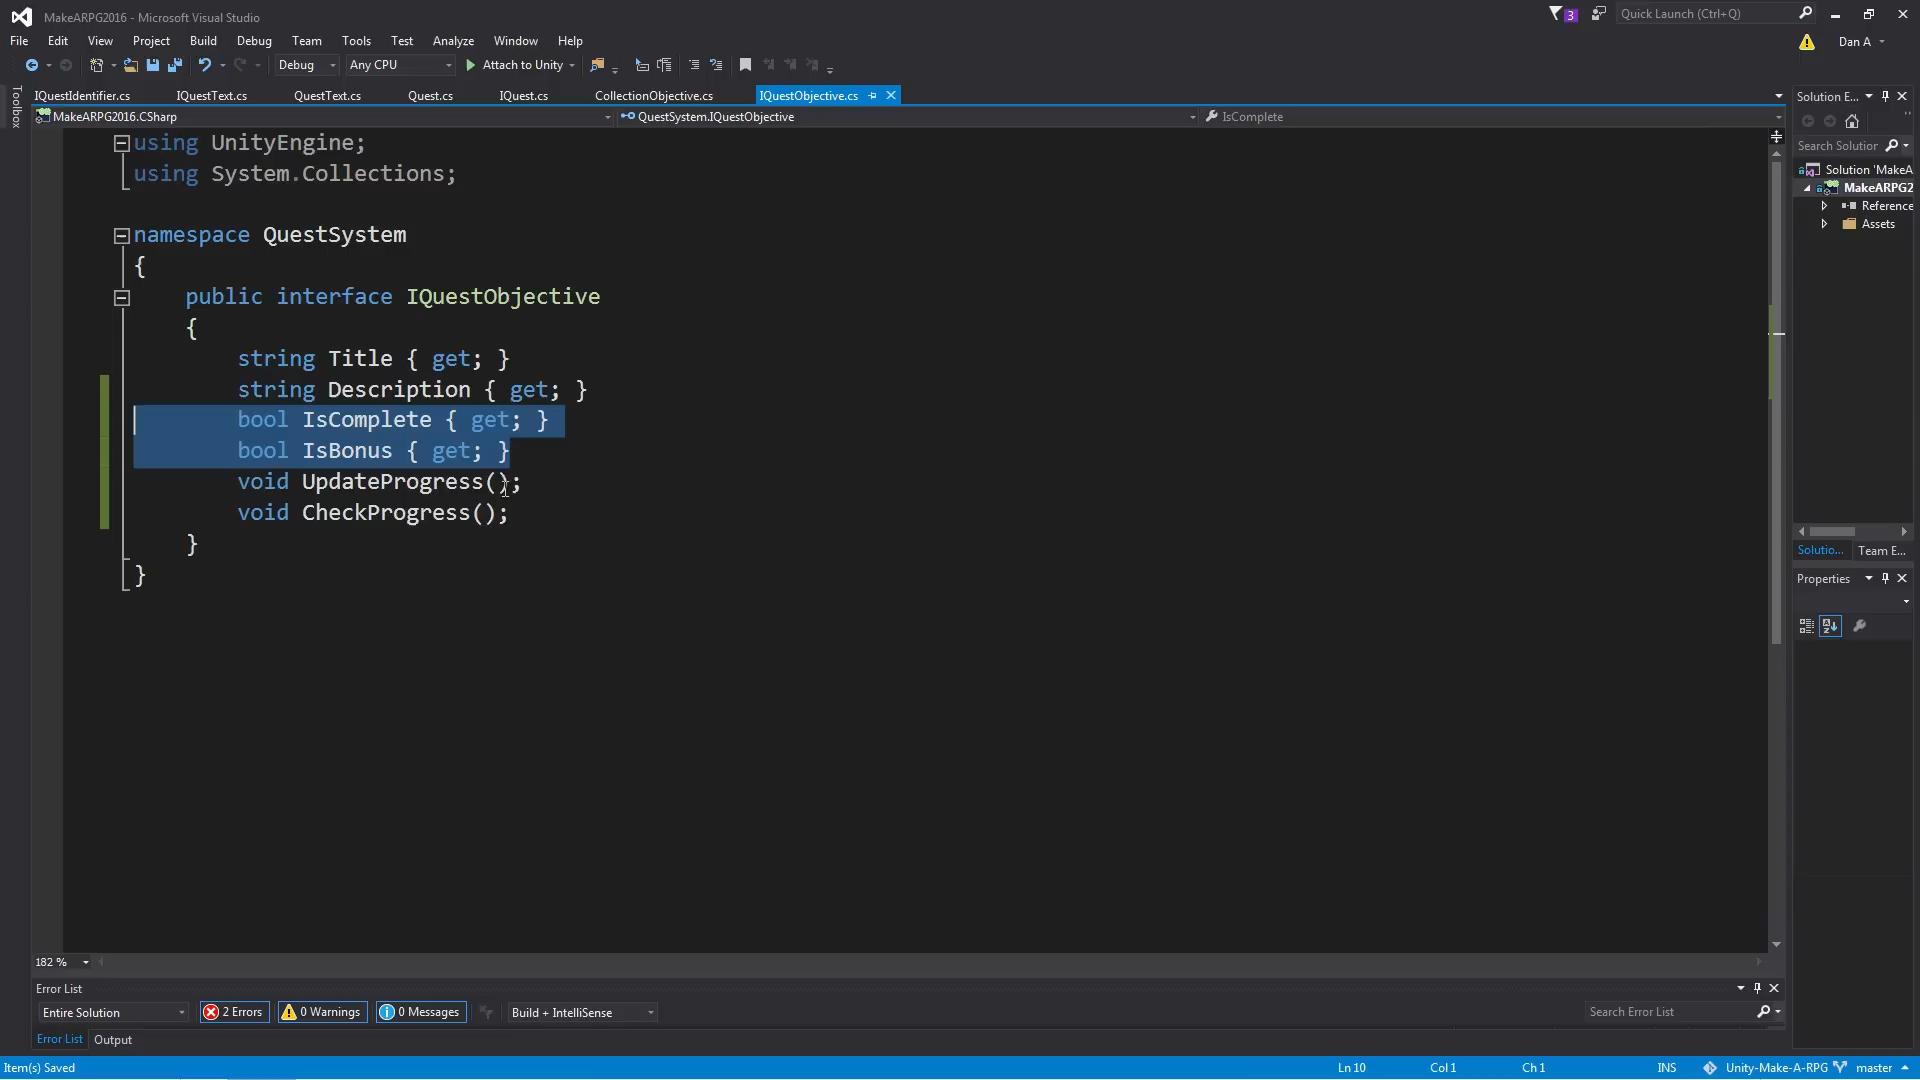 MakeARPG2016 - Microsoft Visual Studio
3
Quick Launch (Ctrl+Q)
File Edit View Project Build Debug Team Tools Test Analyze Window Help
Dan A
Debug Any CPU Attach to Unity
Toolbox
IQuestIdentifier.cs IQuestText.cs QuestText.cs Quest.cs IQuest.cs CollectionObjective.cs IQuestObjective.cs
MakeARPG2016.CSharp QuestSystem.IQuestObjective IsComplete
using UnityEngine;
using System.Collections;
namespace QuestSystem
{
public interface IQuestObjective
{
string Title { get; }
string Description { get; }
bool IsComplete { get; }
bool IsBonus { get; }
void UpdateProgress();
void CheckProgress();
}
}
Solution E...
Search Solution
Solution 'MakeA
MakeARPG2
Reference
Assets
Solutio... Team E...
Properties
182 %
Error List
Entire Solution 2 Errors 0 Warnings 0 Messages Build + IntelliSense Search Error List
Error List Output
Item(s) Saved Ln 10 Col 1 Ch 1 INS Unity-Make-A-RPG master